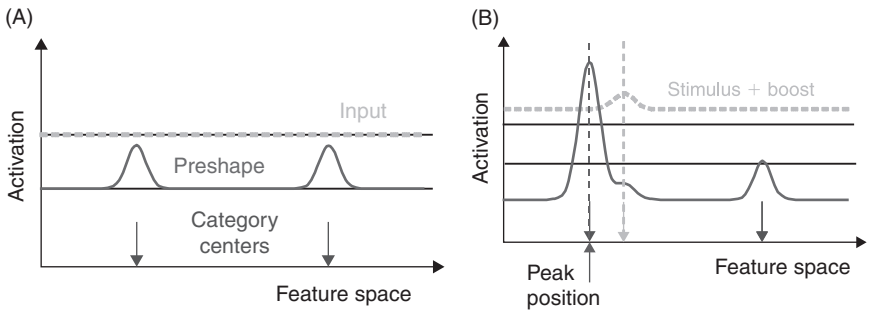 (A)
Activation
Input
Preshape
Category
centers
Feature space
(B)
Activation
Stimulus + boost
Peak
position
Feature space